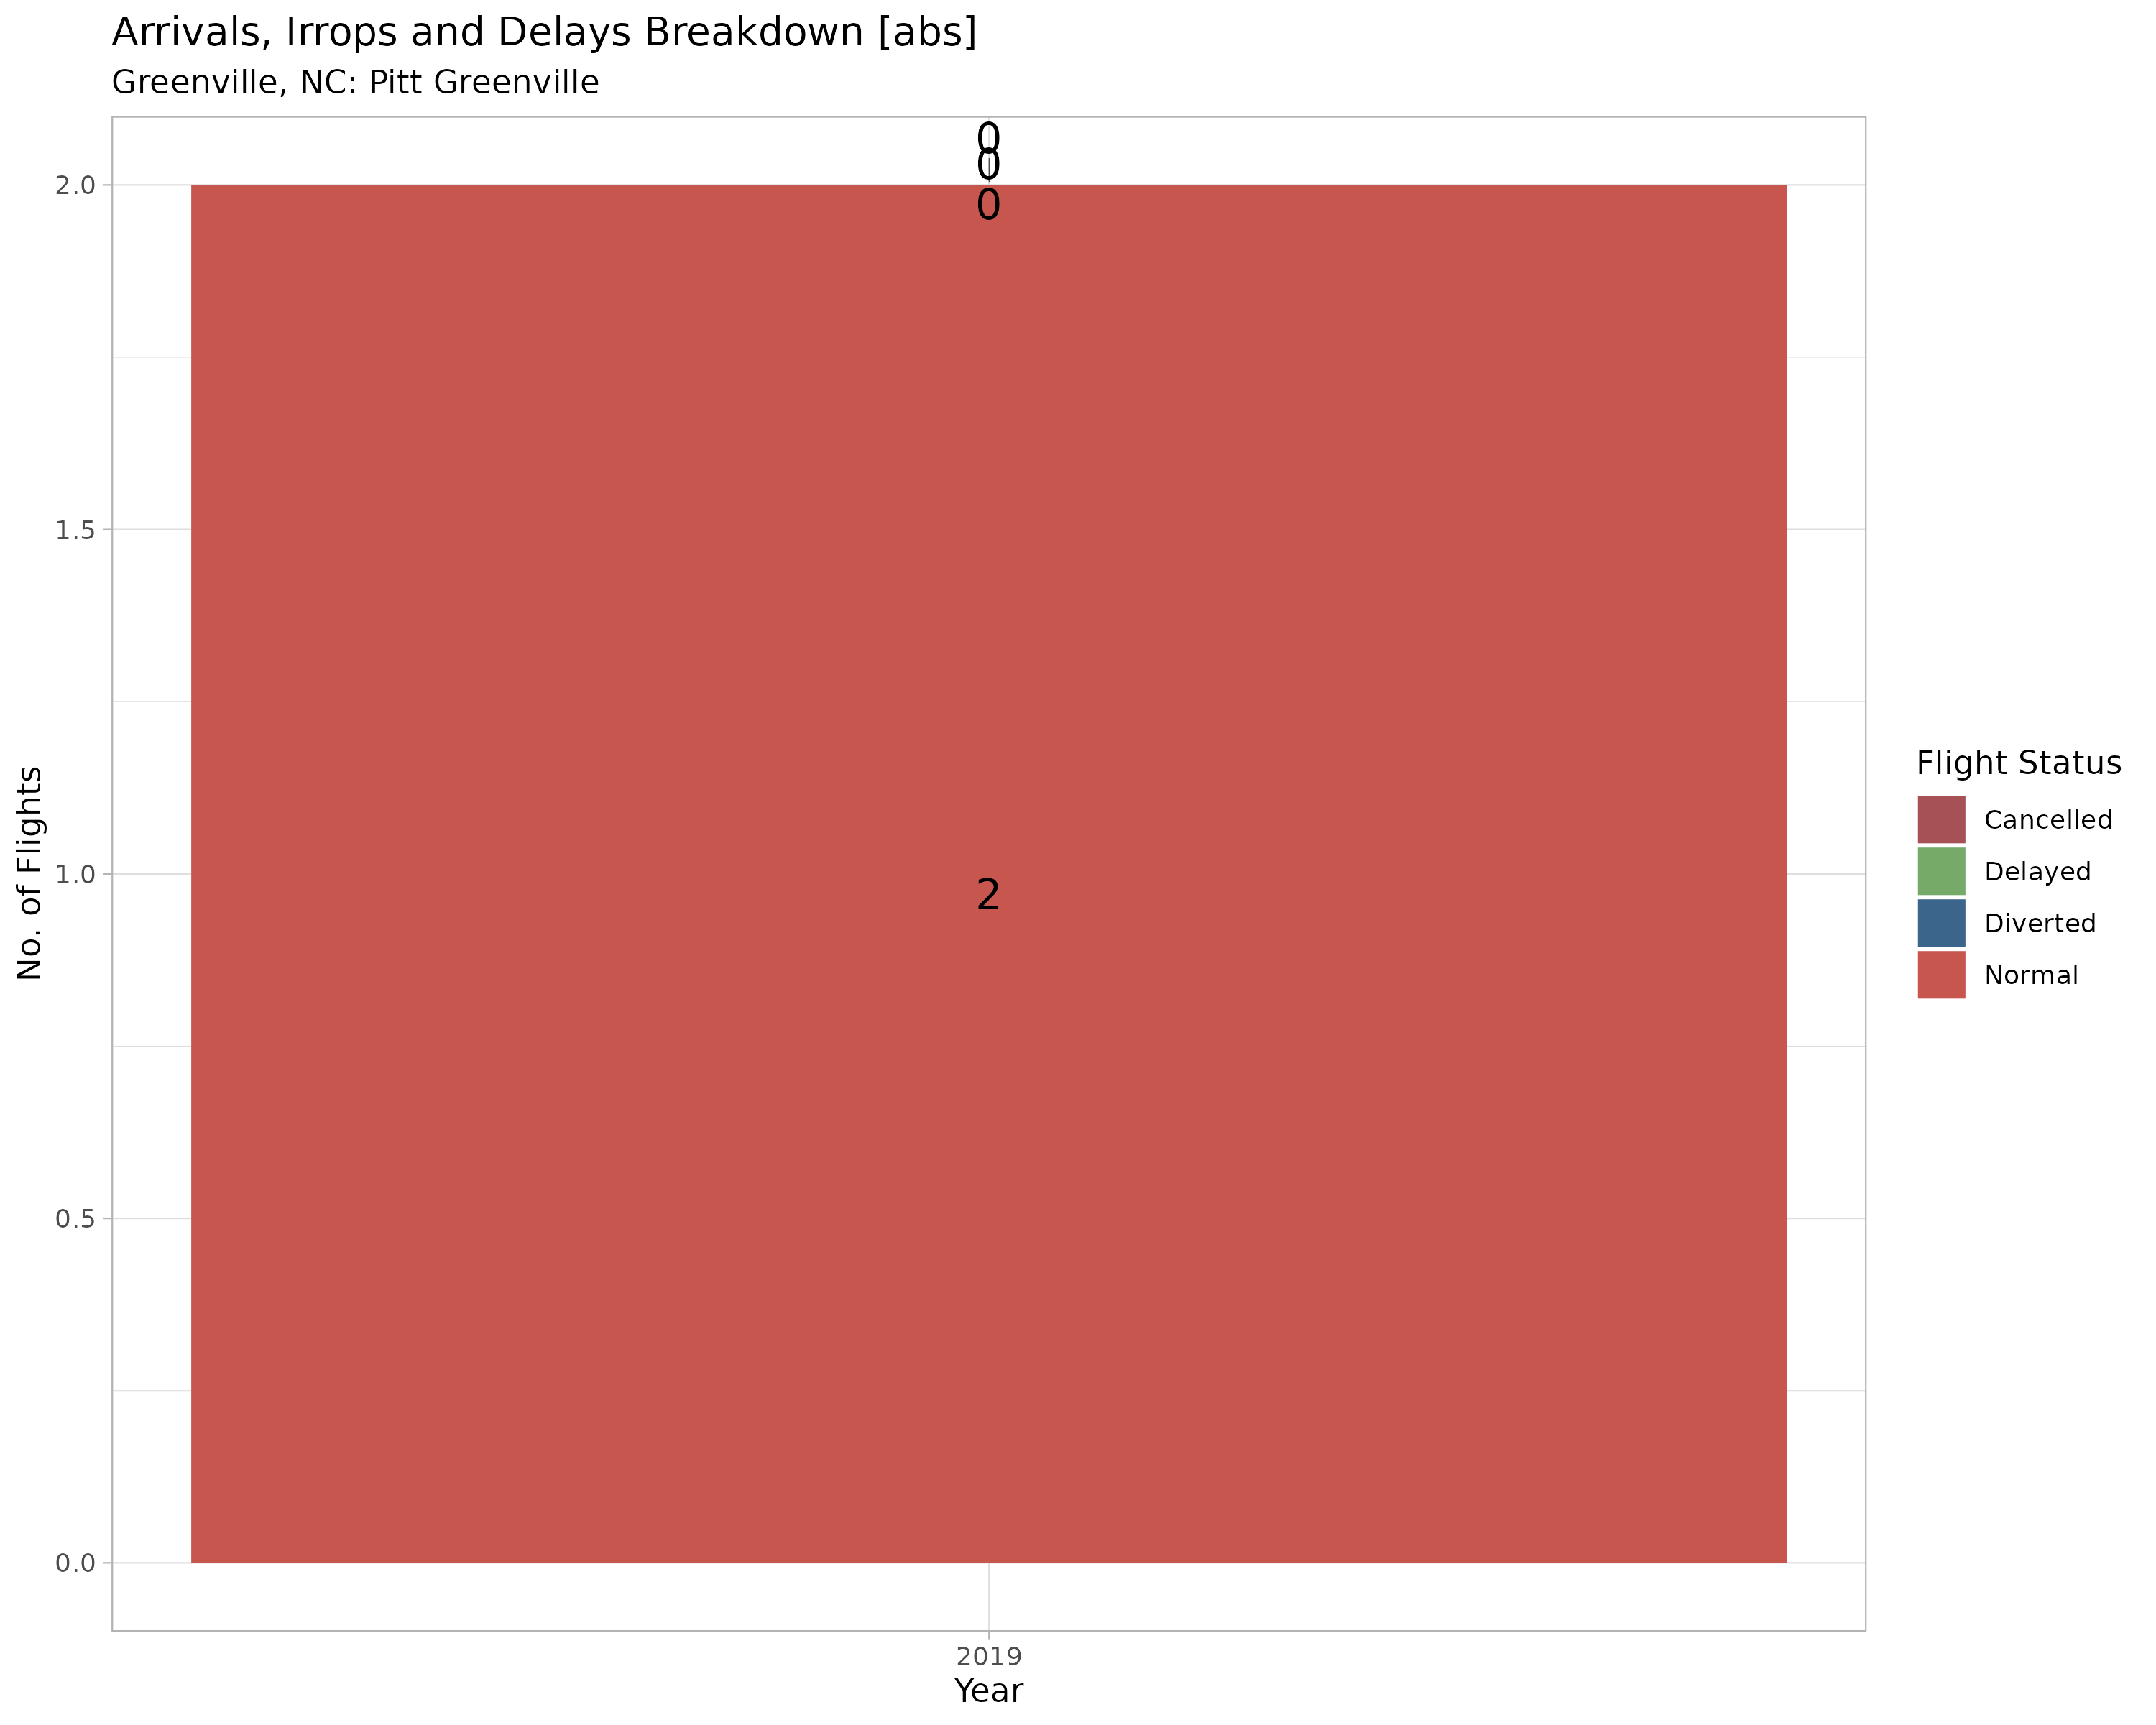 Arrivals, Irrops and Delays Breakdown [abs]
Greenville, NC: Pitt Greenville
0
0
0
2
2.0
1.5
1.0
0.5
0.0
No. of Flights
2019
Year
Flight Status
Cancelled
Delayed
Diverted
Normal